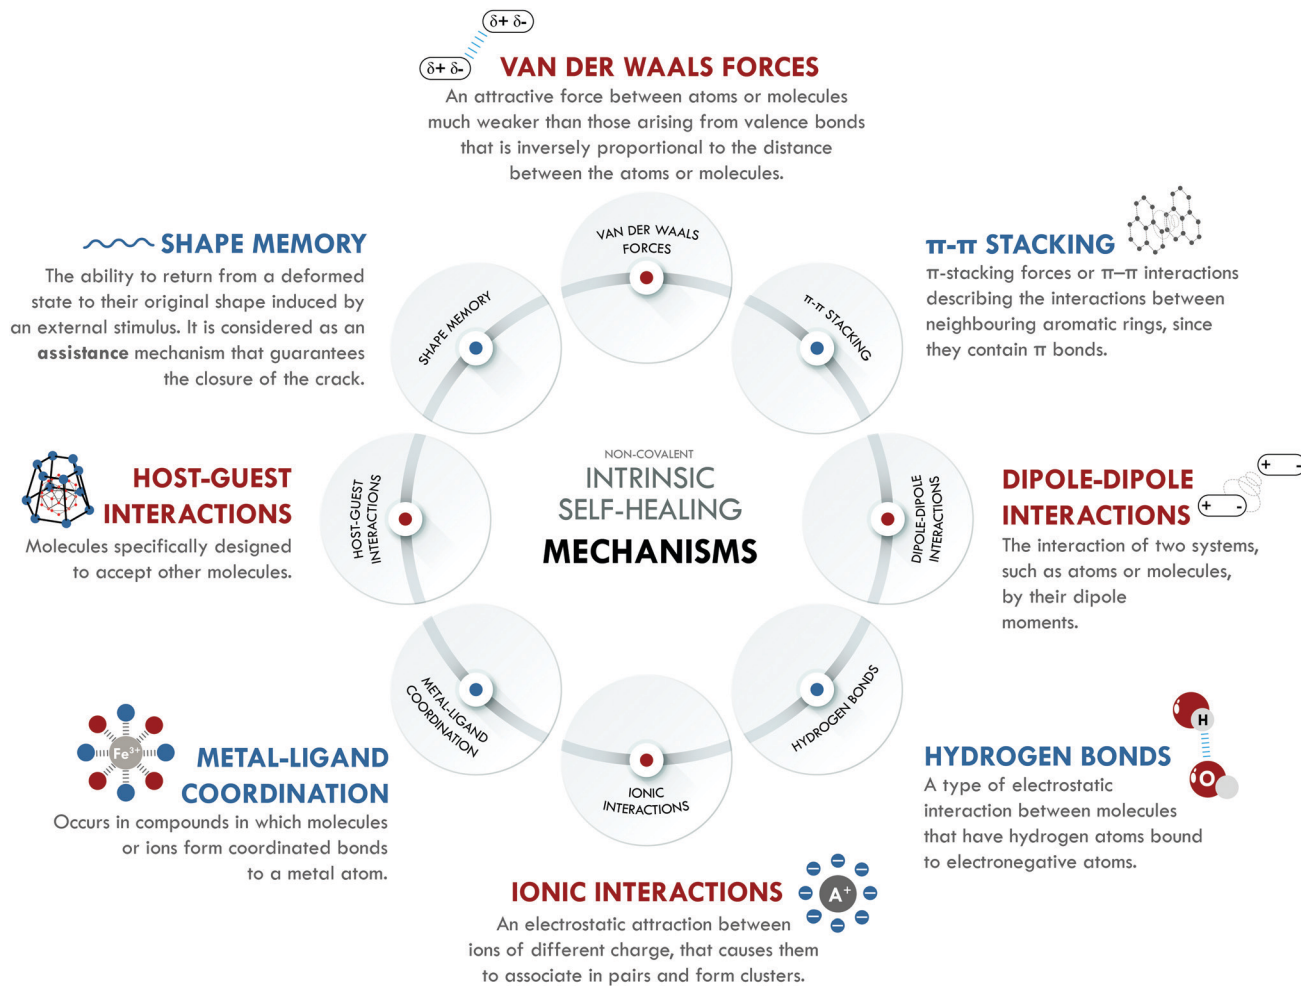 δ+ δ-
δ+ δ-
VAN DER WAALS FORCES
An attractive force between atoms or molecules
much weaker than those arising from valence bonds
that is inversely proportional to the distance
between the atoms or molecules.
SHAPE MEMORY
The ability to return from a deformed
state to their original shape induced by
an external stimulus. It is considered as an
assistance mechanism that guarantees
the closure of the crack.
π-π STACKING
π-stacking forces or π–π interactions
describing the interactions between
neighbouring aromatic rings, since
they contain π bonds.
VAN DER WAALS
FORCES
SHAPE MEMORY
π-π STACKING
HOST-GUEST
INTERACTIONS
Molecules specifically designed
to accept other molecules.
HOST-GUEST
INTERACTIONS
NON-COVALENT
INTRINSIC
SELF-HEALING
MECHANISMS
DIPOLE-DIPOLE
INTERACTIONS
DIPOLE-DIPOLE
INTERACTIONS
+ -
+ -
The interaction of two systems,
such as atoms or molecules,
by their dipole
moments.
METAL-LIGAND
COORDINATION
HYDROGEN BONDS
IONIC
INTERACTIONS
Fe3+
METAL-LIGAND
COORDINATION
Occurs in compounds in which molecules
or ions form coordinated bonds
to a metal atom.
H
O
HYDROGEN BONDS
A type of electrostatic
interaction between molecules
that have hydrogen atoms bound
to electronegative atoms.
IONIC INTERACTIONS
A+
− − − − − − − −
An electrostatic attraction between
ions of different charge, that causes them
to associate in pairs and form clusters.